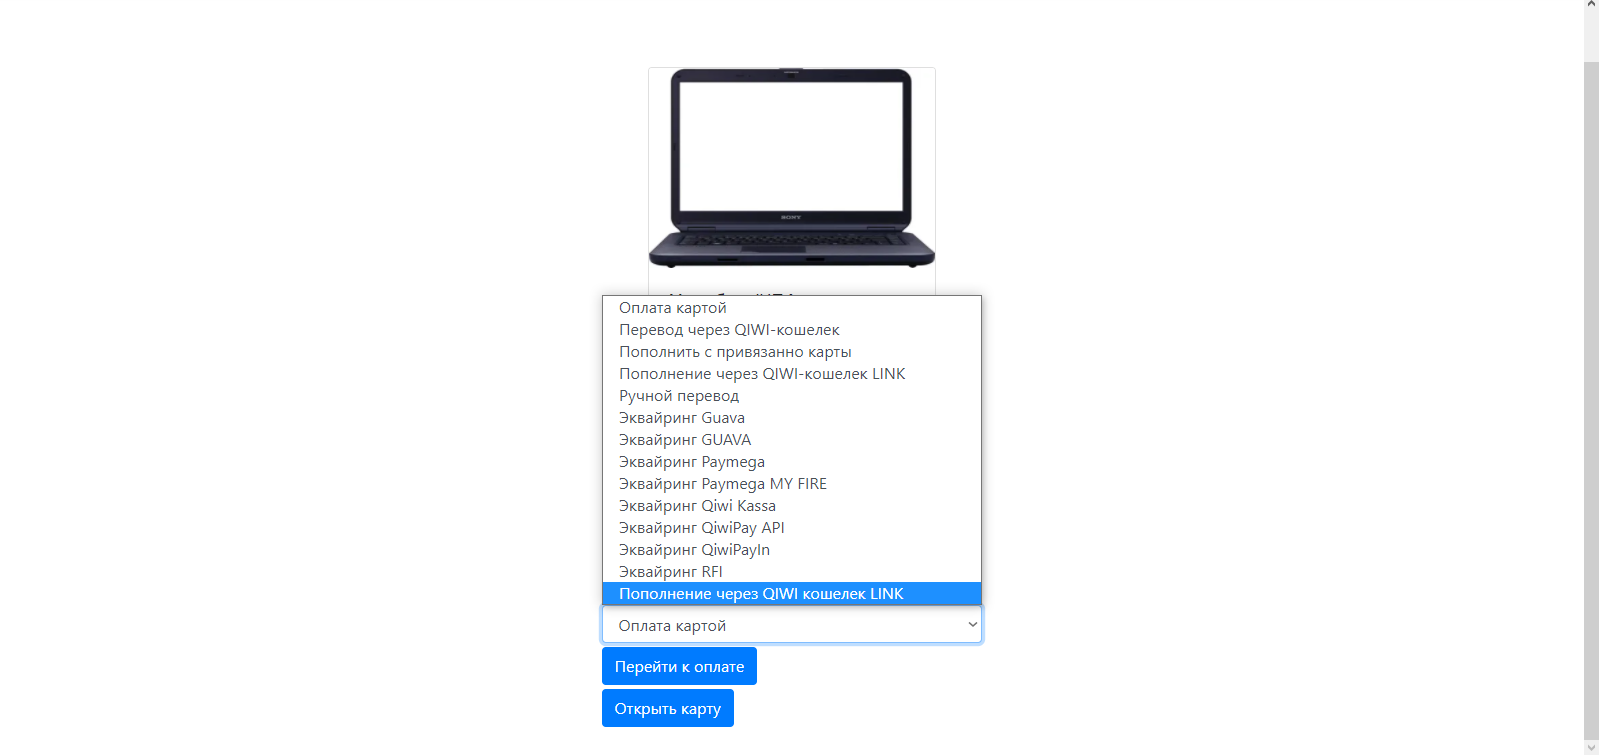 SONY
Оплата картой
Перевод через QIWI-кошелек
Пополнить с привязанно карты
Пополнение через QIWI-кошелек LINK
Ручной перевод
Эквайринг Guava
Эквайринг GUAVA
Эквайринг Paymega
Эквайринг Paymega MY FIRE
Эквайринг Qiwi Kassa
Эквайринг QiwiPay API
Эквайринг QiwiPayIn
Эквайринг RFI
Пополнение через QIWI кошелек LINK
Оплата картой
Перейти к оплате
Открыть карту